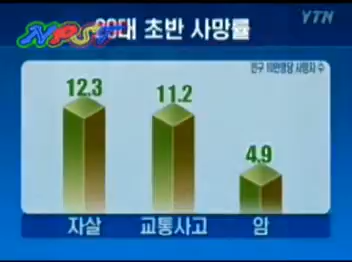 YTN
20대 초반 사망률
인구 10만명당 사망자 수
12.3
11.2
4.9
자살
교통사고
암